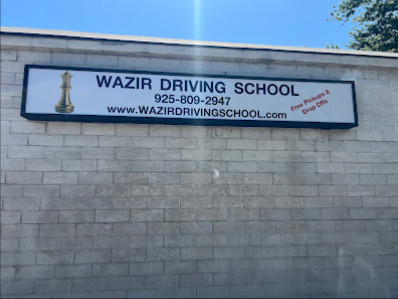 WAZIR DRIVING SCHOOL
925-809-2947
www.WAZIRDRIVINGSCHOOL.com
Free Pickups &
Drop Offs